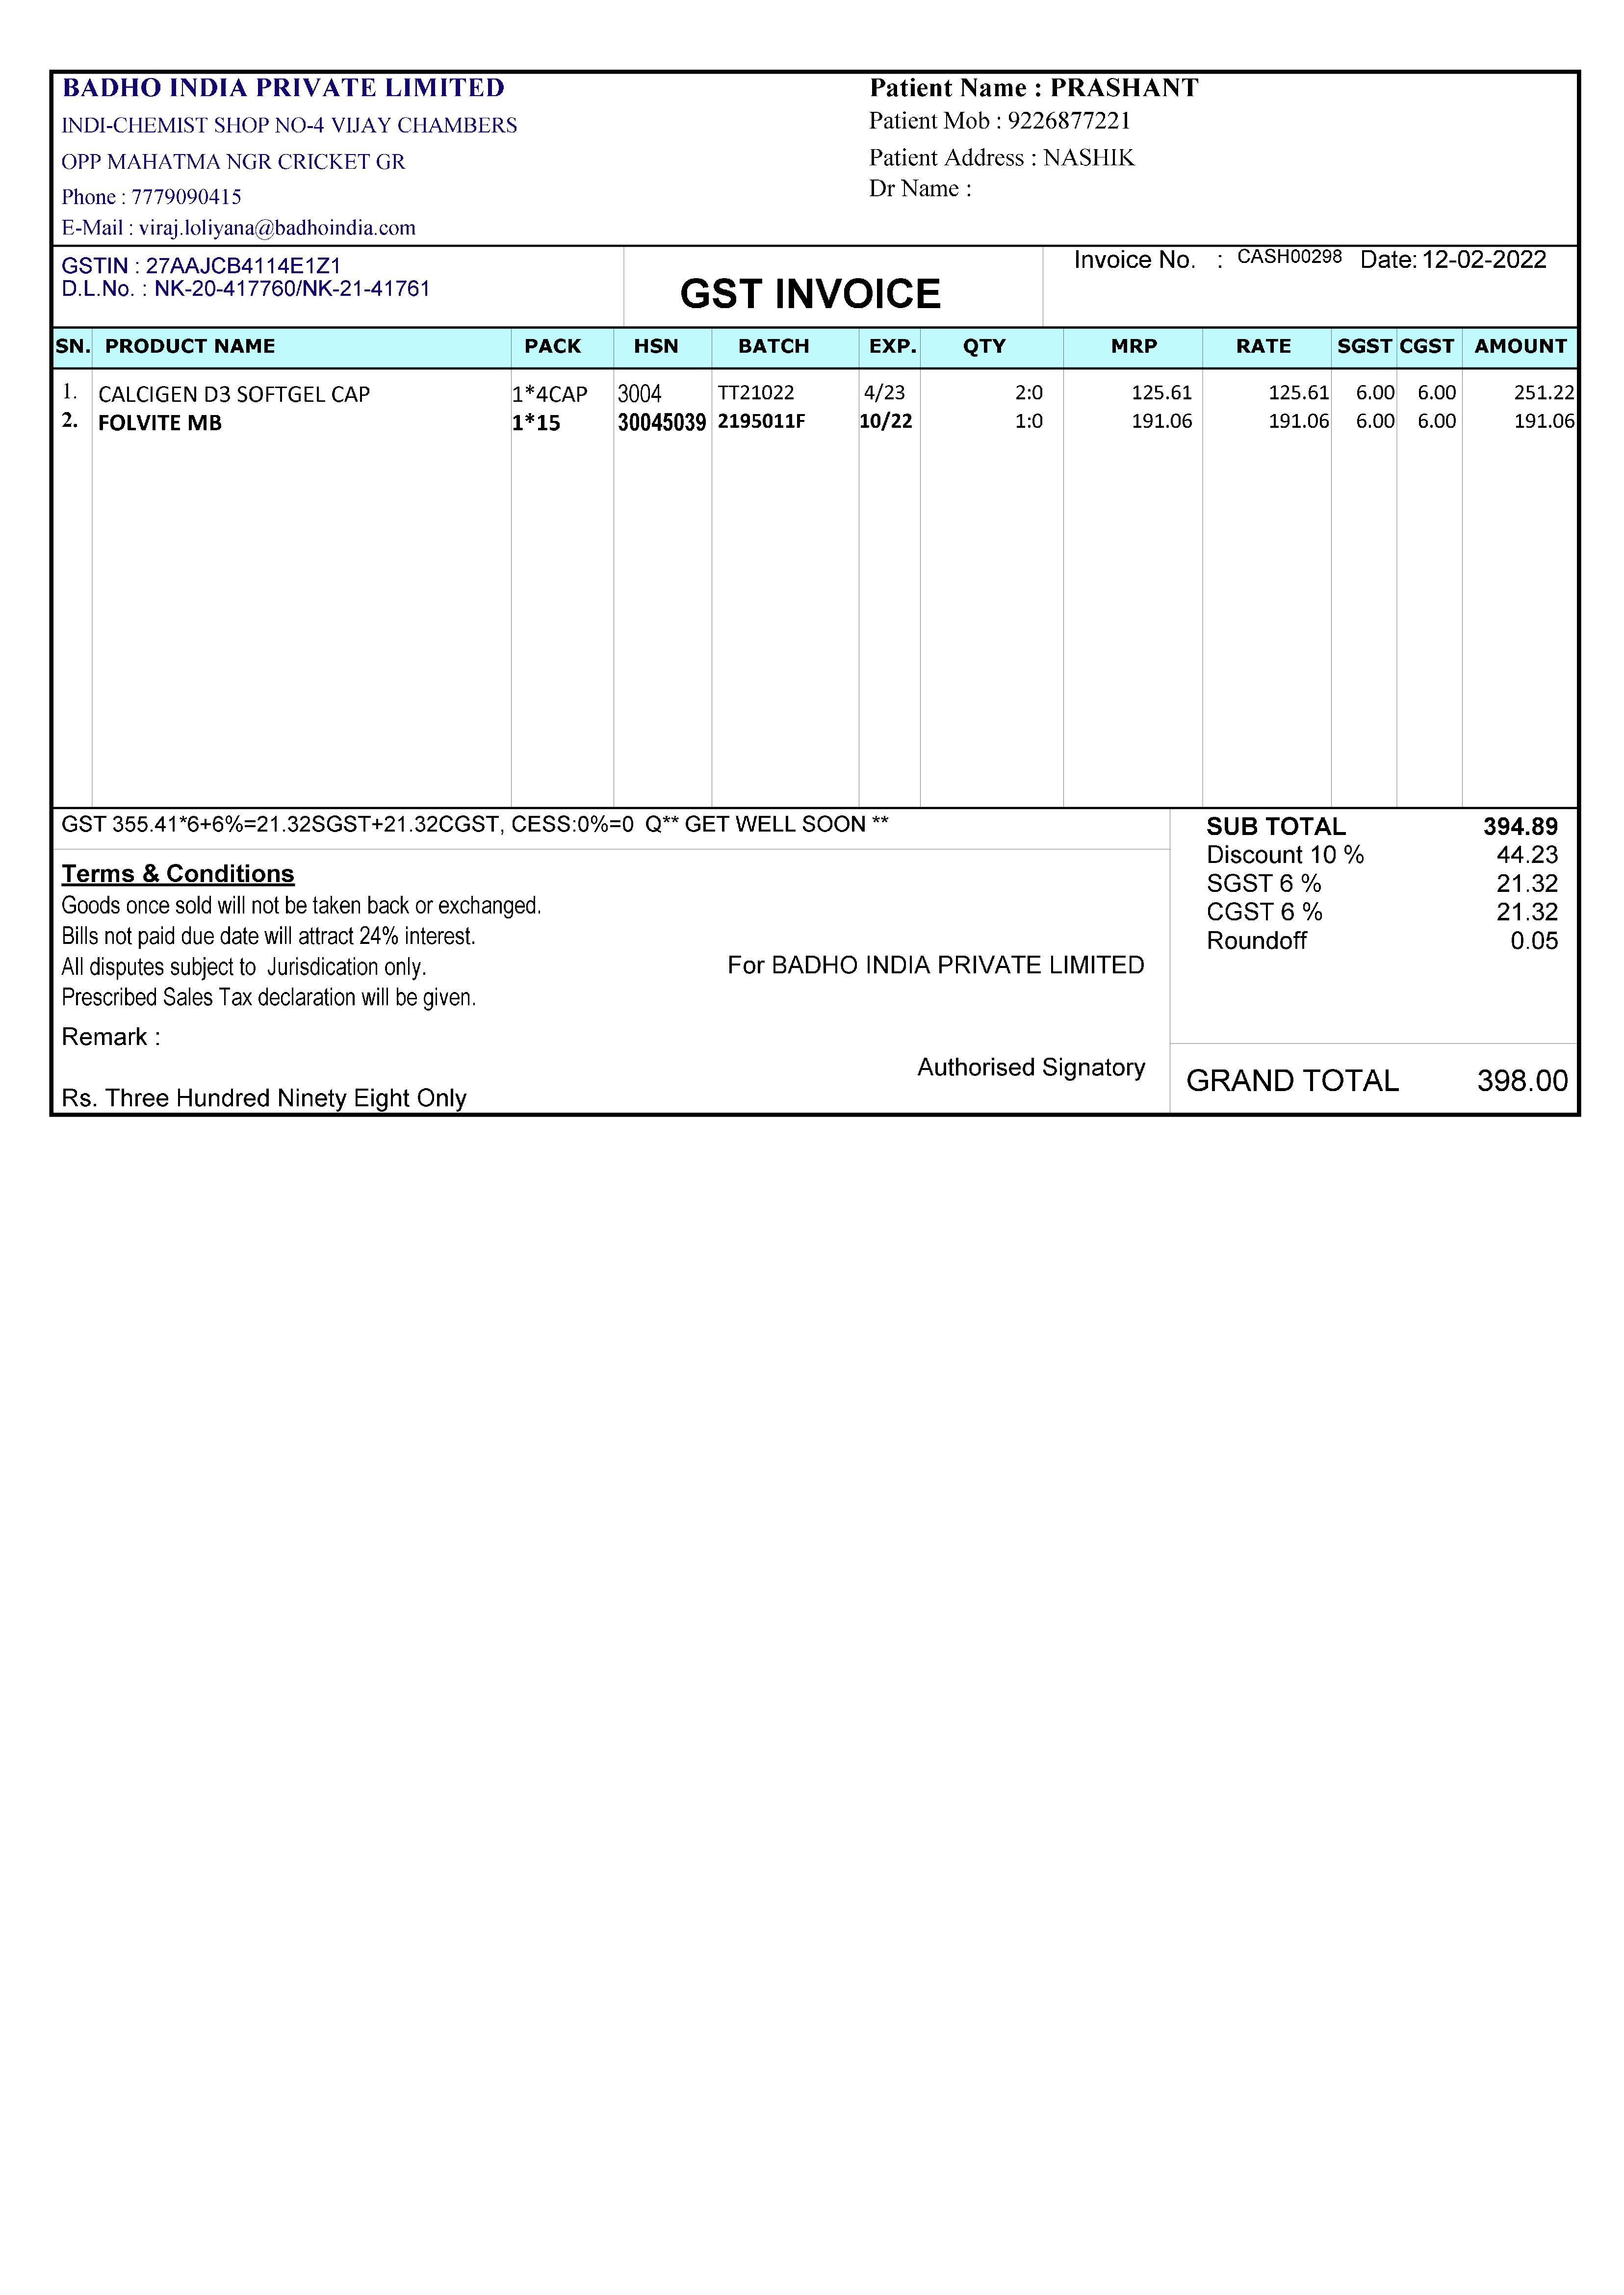 BADHO INDIA PRIVATE LIMITED
INDI-CHEMIST SHOP NO-4 VIJAY CHAMBERS
OPP MAHATMA NGR CRICKET GR
Phone : 7779090415
E-Mail : viraj.loliyana@badhoindia.com
Patient Name : PRASHANT
Patient Mob : 9226877221
Patient Address : NASHIK
Dr Name :
GSTIN : 27AAJCB4114E1Z1
D.L.No. : NK-20-417760/NK-21-41761
GST INVOICE
Invoice No. : CASH00298 Date: 12-02-2022
SN. PRODUCT NAME PACK HSN BATCH EXP. QTY MRP RATE SGST CGST AMOUNT
1. CALCIGEN D3 SOFTGEL CAP 1*4CAP 3004 TT21022 4/23 2:0 125.61 125.61 6.00 6.00 251.22
2. FOLVITE MB 1*15 30045039 2195011F 10/22 1:0 191.06 191.06 6.00 6.00 191.06
GST 355.41*6+6%=21.32SGST+21.32CGST, CESS:0%=0 Q** GET WELL SOON **
Terms & Conditions
Goods once sold will not be taken back or exchanged.
Bills not paid due date will attract 24% interest.
All disputes subject to Jurisdication only.
Prescribed Sales Tax declaration will be given.
Remark :
Rs. Three Hundred Ninety Eight Only
For BADHO INDIA PRIVATE LIMITED
Authorised Signatory
SUB TOTAL 394.89
Discount 10 % 44.23
SGST 6 % 21.32
CGST 6 % 21.32
Roundoff 0.05
GRAND TOTAL 398.00